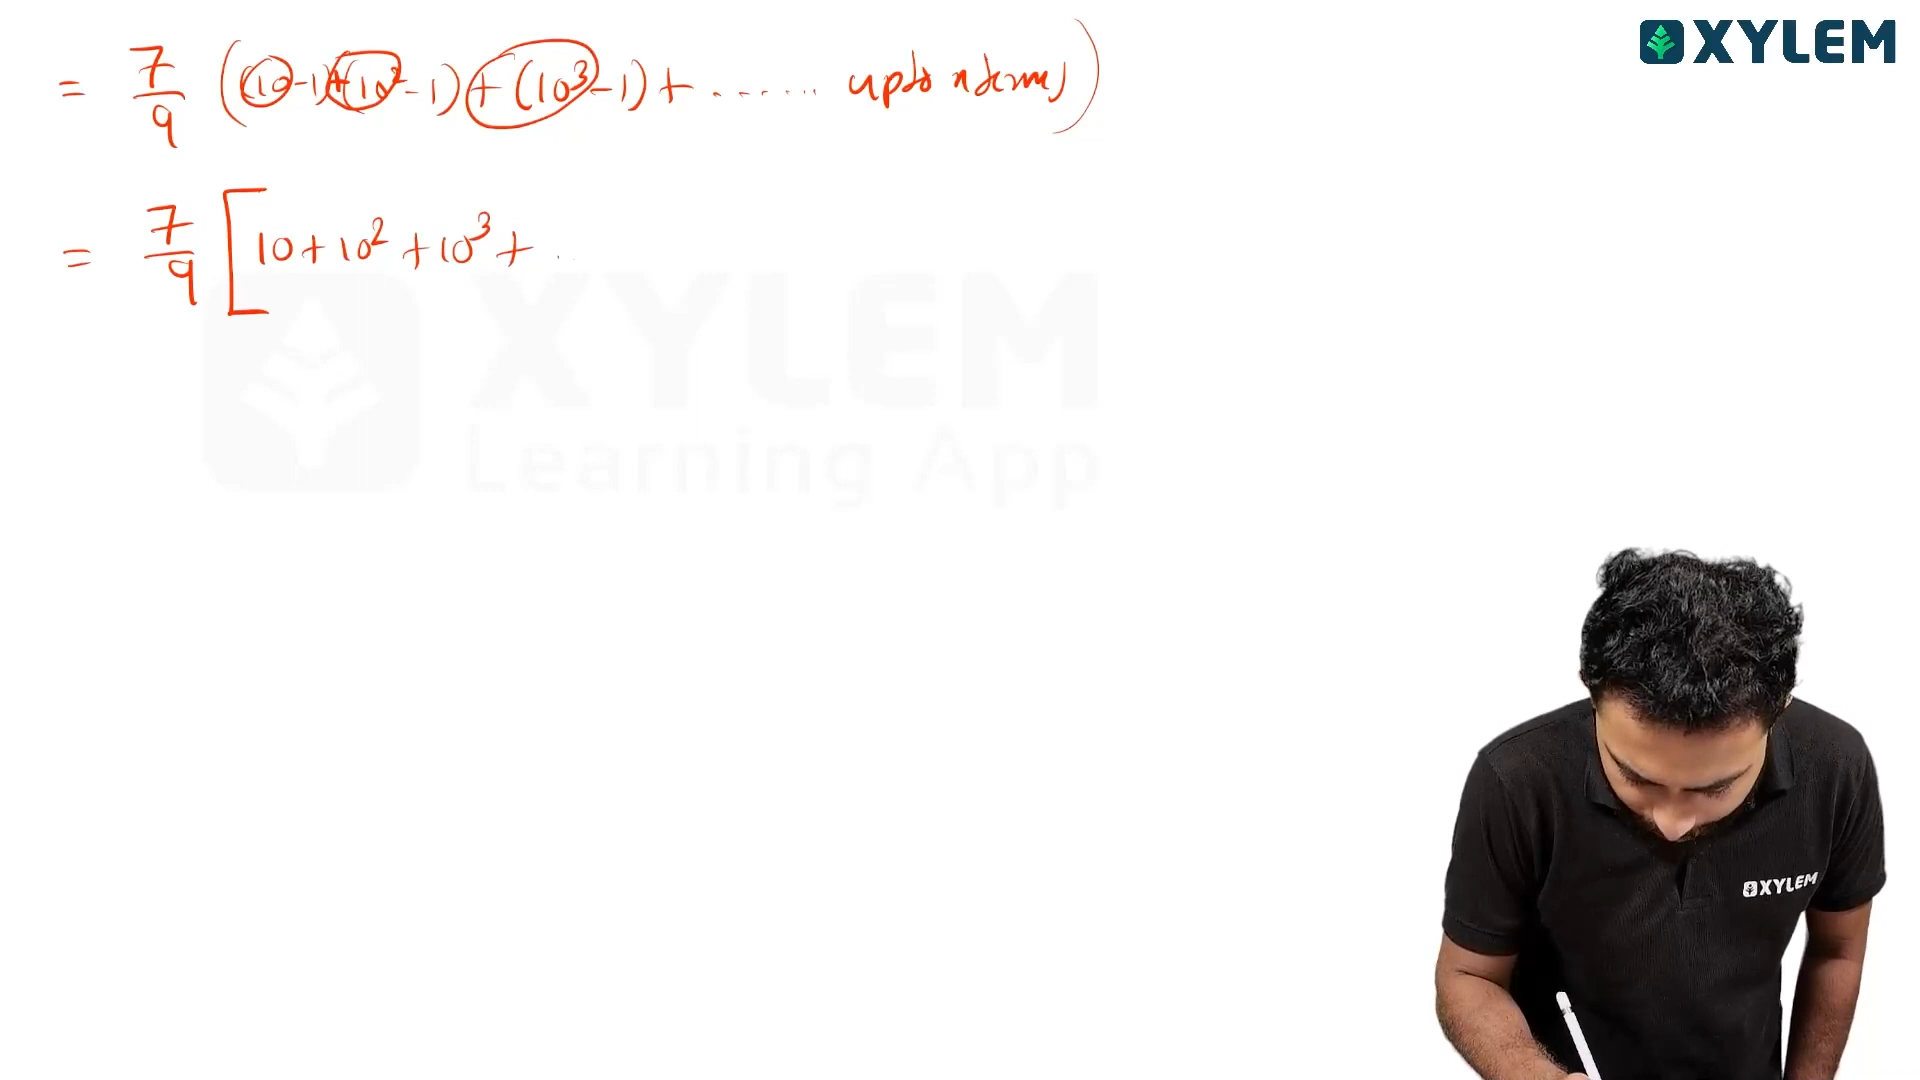 XYLEM
= 7/9 ((10-1)+(10²-1)+(10³-1)+....... upto n terms)
= 7/9 [10+10²+10³+ ..
XYLEM
Learning App
XYLEM